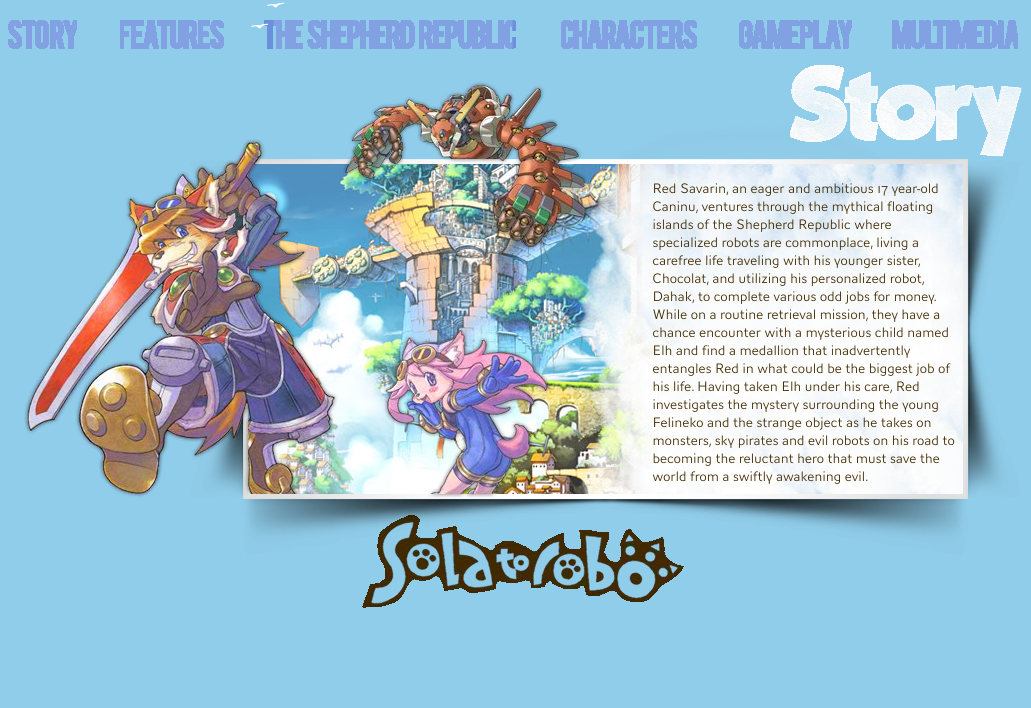 STORY FEATURES THE SHEPHERD REPUBLIC CHARACTERS GAMEPLAY MULTIMEDIA
Story
Red Savarin, an eager and ambitious 17 year-old
Caninu, ventures through the mythical floating
islands of the Shepherd Republic where
specialized robots are commonplace, living a
carefree life traveling with his younger sister,
Chocolat, and utilizing his personalized robot,
Dahak, to complete various odd jobs for money.
While on a routine retrieval mission, they have a
chance encounter with a mysterious child named
Elh and find a medallion that inadvertently
entangles Red in what could be the biggest job of
his life. Having taken Elh under his care, Red
investigates the mystery surrounding the young
Felineko and the strange object as he takes on
monsters, sky pirates and evil robots on his road to
becoming the reluctant hero that must save the
world from a swiftly awakening evil.
Solatorobo